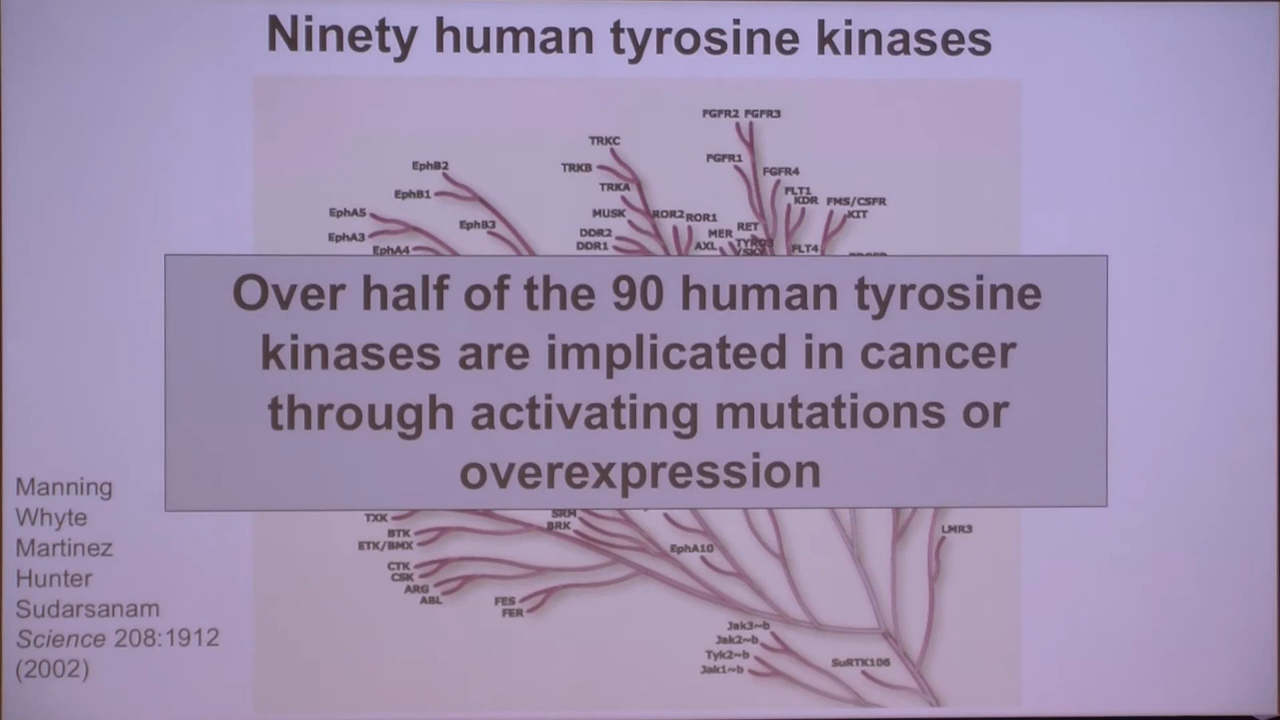 Ninety human tyrosine kinases
FGFR2 FGFR3
TRKC
TRKB
FGFR1
EphB2
FGFR4
TRKA
FLT1
EphB1
KDR
FMS/CSFR
EphA5
MUSK
ROR2
ROR1
KIT
EphB3
RET
DDR2
MER
EphA3
TYRO3
DDR1
AXL
EphA4
FLT4
Over half of the 90 human tyrosine
kinases are implicated in cancer
through activating mutations or
overexpression
Manning
Whyte
Martinez
Hunter
Sudarsanam
Science 208:1912
(2002)
TXK
SRM
BRK
BTK
ETK/BMX
LMR3
EphA10
CTK
CSK
ARG
ABL
FES
FER
Jak3~b
Jak2~b
Tyk2~b
Jak1~b
SuRTK106